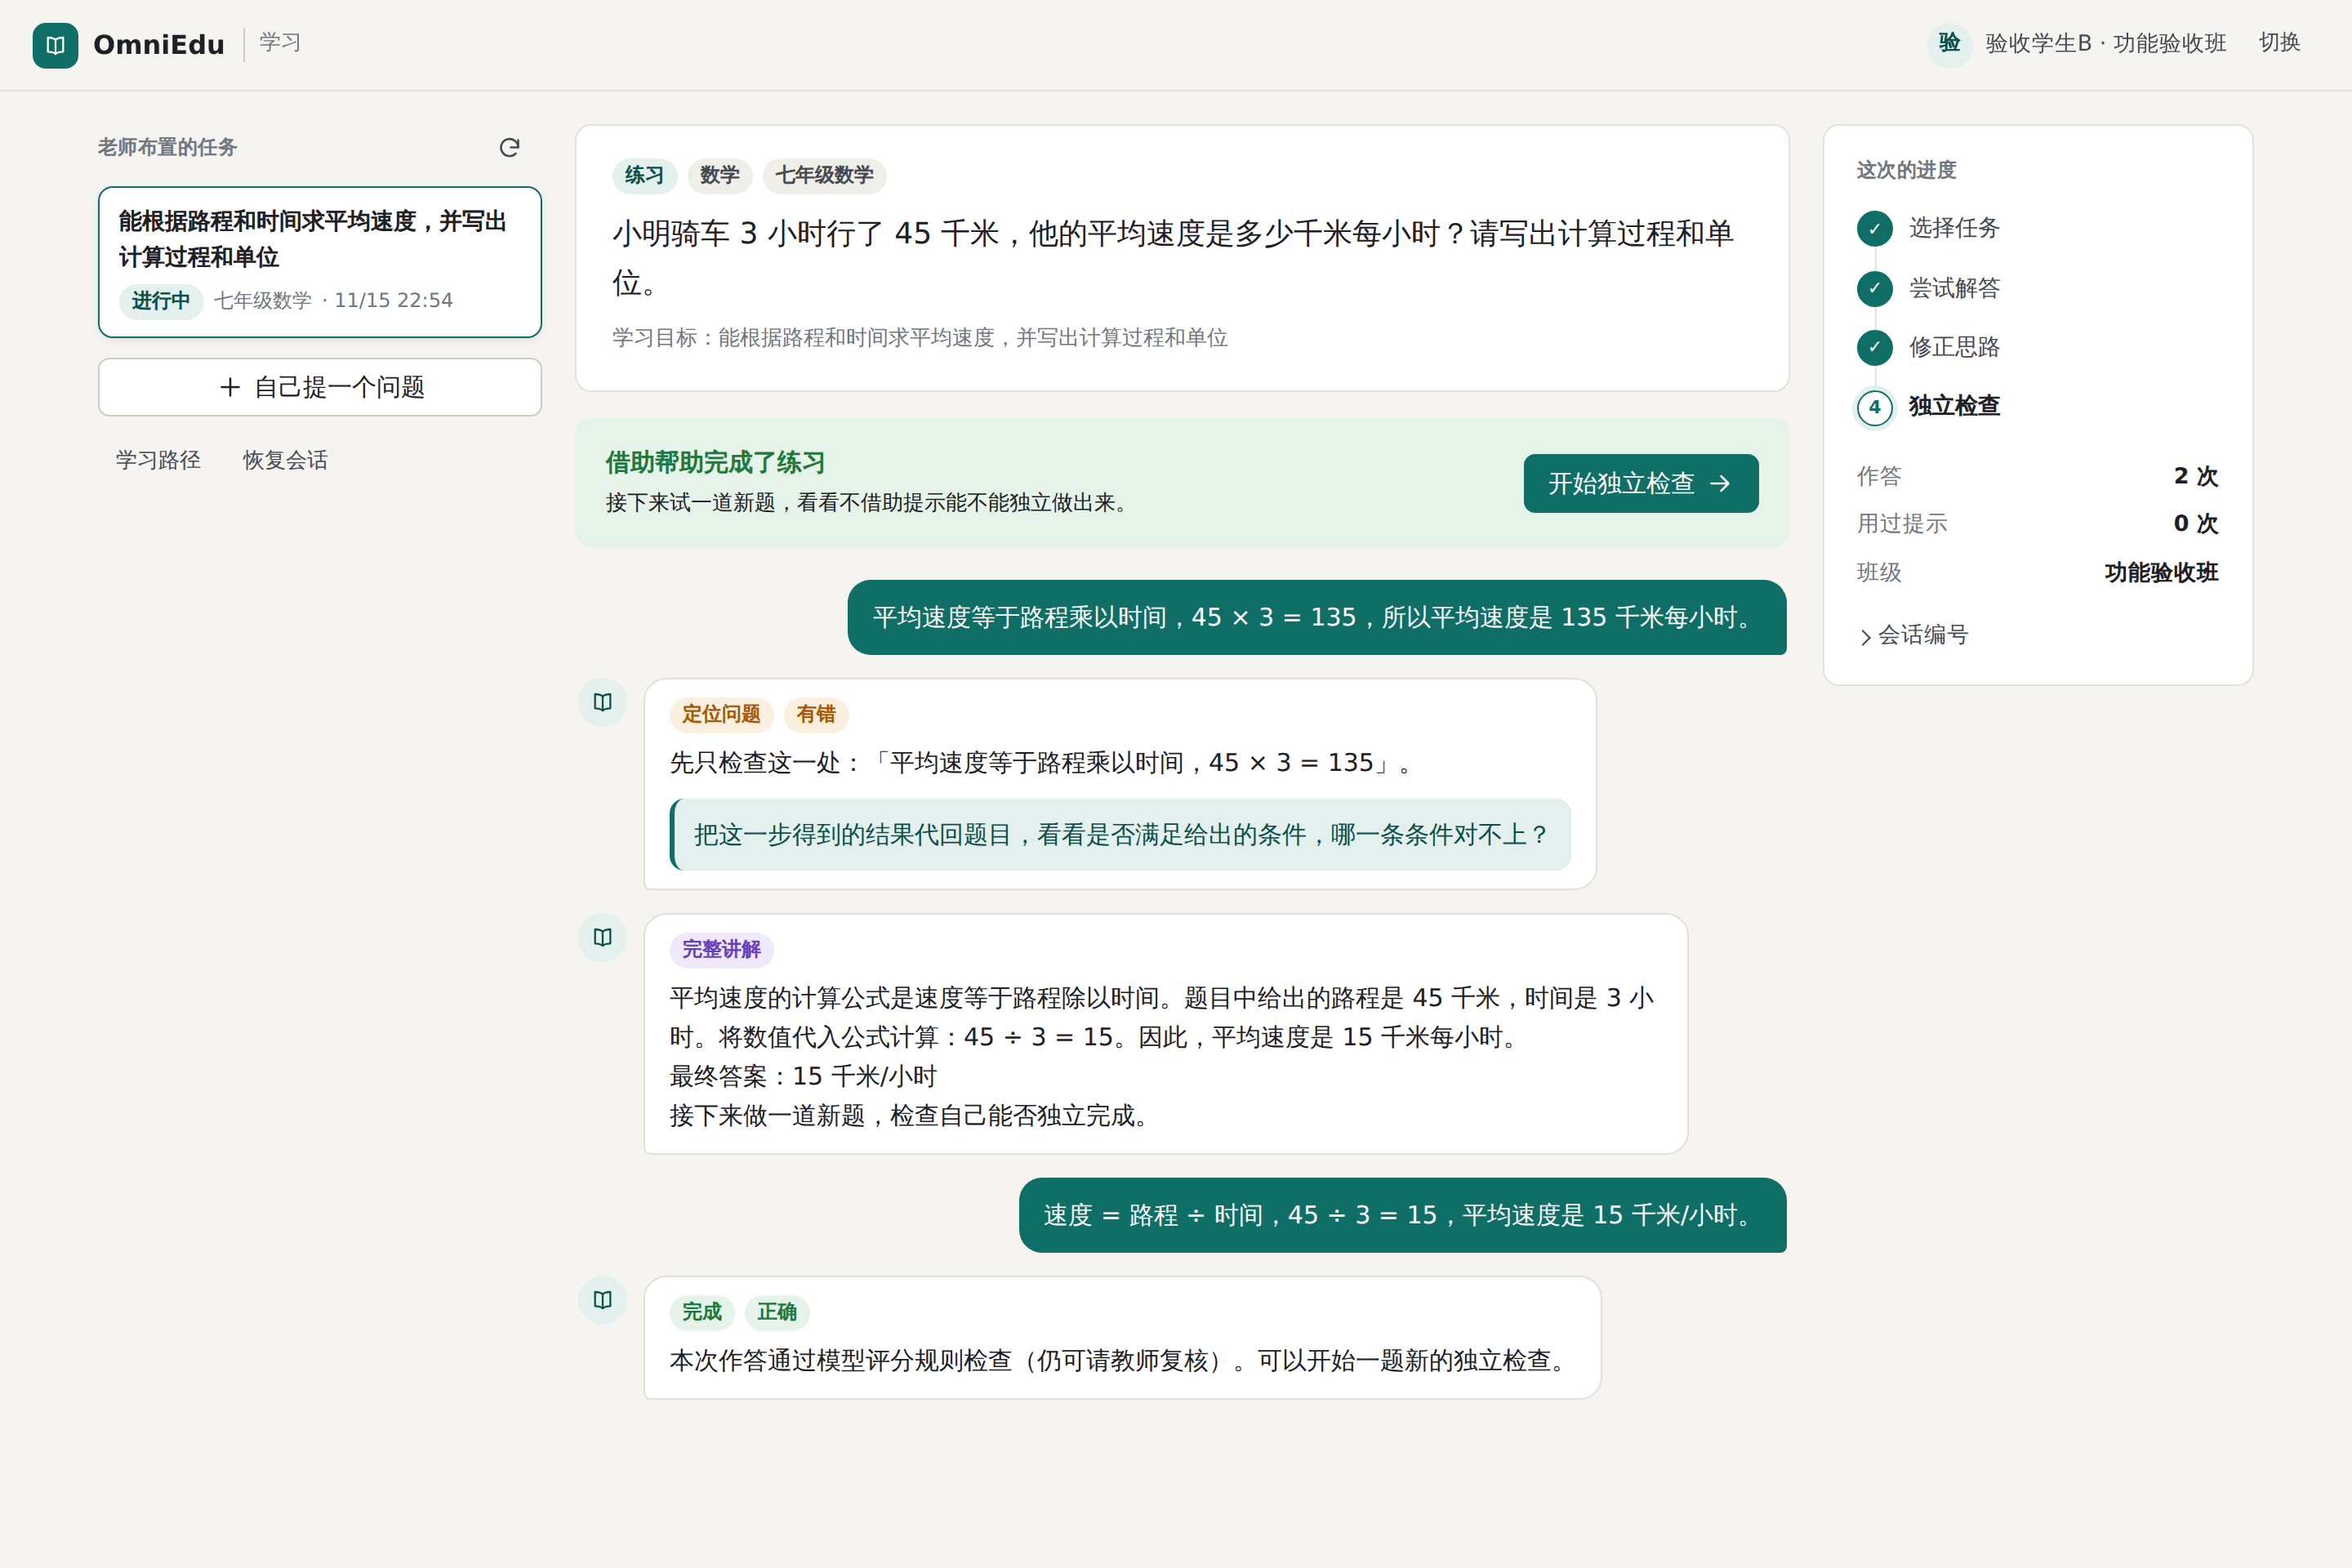 OmniEdu
学习
验
验收学生B · 功能验收班
切换
老师布置的任务
能根据路程和时间求平均速度，并写出
计算过程和单位
进行中 七年级数学 · 11/15 22:54
自己提一个问题
学习路径 恢复会话
练习 数学 七年级数学
小明骑车 3 小时行了 45 千米，他的平均速度是多少千米每小时？请写出计算过程和单
位。
学习目标：能根据路程和时间求平均速度，并写出计算过程和单位
借助帮助完成了练习
接下来试一道新题，看看不借助提示能不能独立做出来。
开始独立检查 →
平均速度等于路程乘以时间，45 × 3 = 135，所以平均速度是 135 千米每小时。
定位问题 有错
先只检查这一处：「平均速度等于路程乘以时间，45 × 3 = 135」。
把这一步得到的结果代回题目，看看是否满足给出的条件，哪一条条件对不上？
完整讲解
平均速度的计算公式是速度等于路程除以时间。题目中给出的路程是 45 千米，时间是 3 小
时。将数值代入公式计算：45 ÷ 3 = 15。因此，平均速度是 15 千米每小时。
最终答案：15 千米/小时
接下来做一道新题，检查自己能否独立完成。
速度 = 路程 ÷ 时间，45 ÷ 3 = 15，平均速度是 15 千米/小时。
完成 正确
本次作答通过模型评分规则检查（仍可请教师复核）。可以开始一题新的独立检查。
这次的进度
✓ 选择任务
✓ 尝试解答
✓ 修正思路
4 独立检查
作答 2 次
用过提示 0 次
班级 功能验收班
会话编号